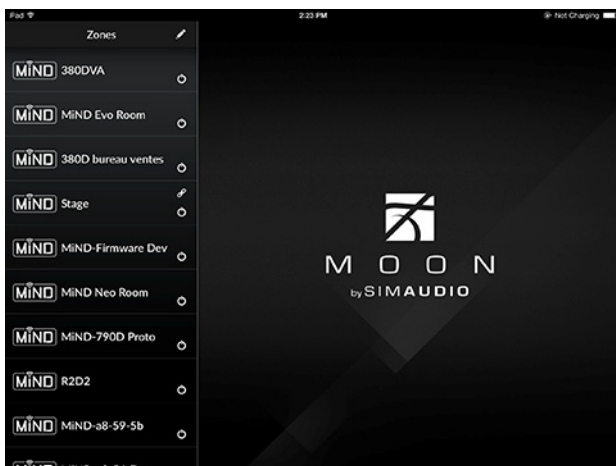 Pad
2:23 PM
Not Charging
Zones
MiND 380DVA
MiND MiND Evo Room
MiND 380D bureau ventes
MiND Stage
MiND MiND-Firmware Dev
MiND MiND Neo Room
MiND MiND-790D Proto
MiND R2D2
MiND MiND-a8-59-5b
MOON
by SIMAUDIO